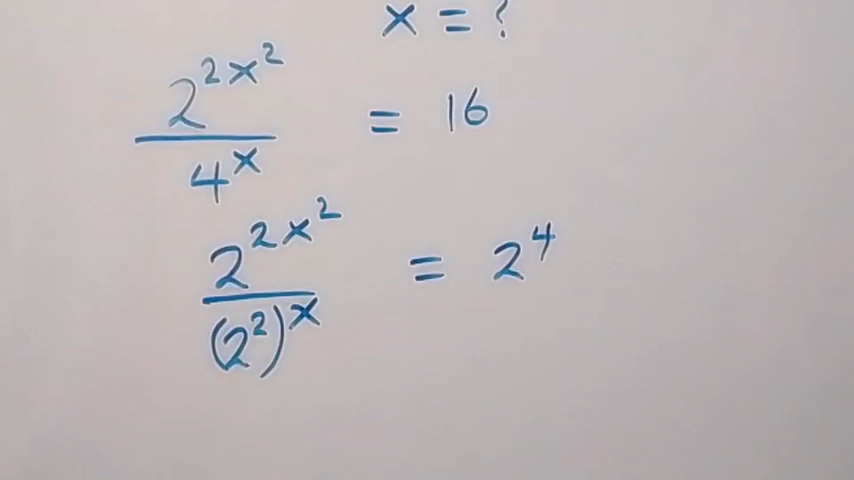 x = ?
2^{2x^2} / 4^x = 16
2^{2x^2} / (2^2)^x = 2^4